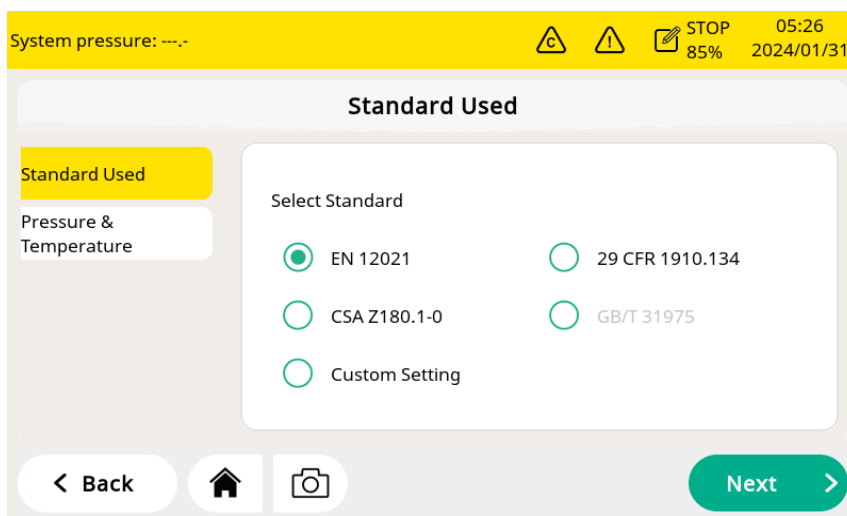 System pressure: ---.-
C
!
STOP
85%
05:26
2024/01/31
Standard Used
Standard Used
Pressure &
Temperature
Select Standard
EN 12021
29 CFR 1910.134
CSA Z180.1-0
GB/T 31975
Custom Setting
Back
Next